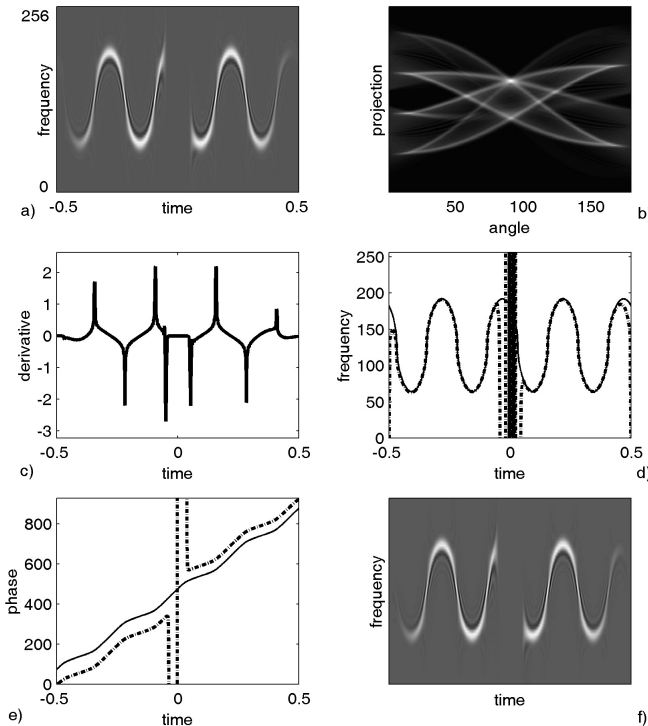 256
frequency
0
a)
-0.5
time
0.5
projection
50
100
150
angle
b
2
1
0
-1
-2
-3
derivative
c)
-0.5
0
0.5
time
250
200
150
100
50
0
frequency
-0.5
0
0.5
time
d)
800
600
400
200
0
phase
e)
-0.5
0
0.5
time
frequency
time
f)